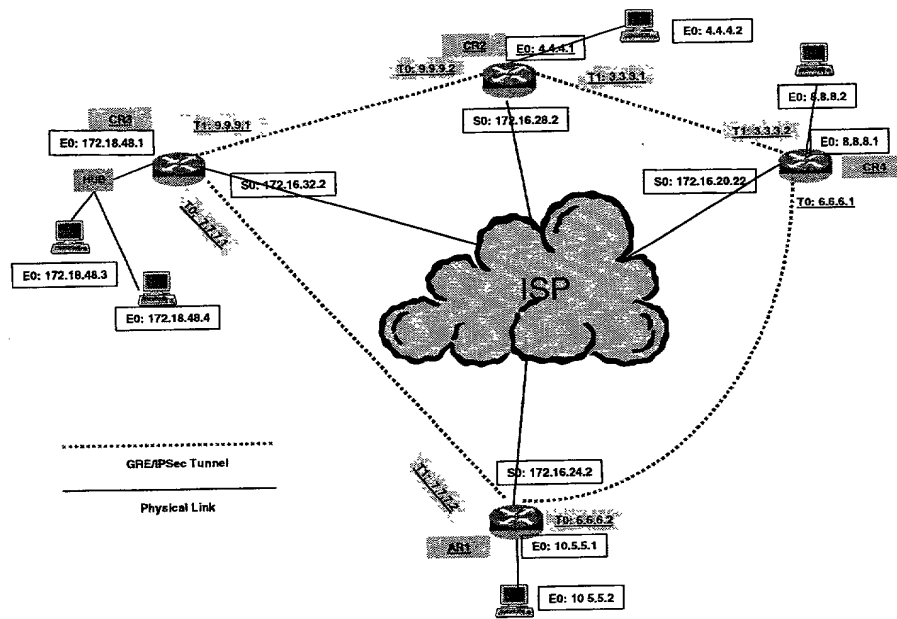 CR2
E0: 4.4.4.1
E0: 4.4.4.2
T0: 9.9.9.2
T1: 3.3.3.1
E0: 8.8.8.2
S0: 172.16.28.2
CR3
E0: 172.18.48.1
T1: 9.9.9.1
T1: 3.3.3.2
E0: 8.8.8.1
CR4
HUB
S0: 172.16.32.2
S0: 172.16.20.22
T0: 6.6.6.1
T0: 7.7.7.1
E0: 172.18.48.3
E0: 172.18.48.4
ISP
GRE/IPSec Tunnel
Physical Link
T1: 7.7.7.2
S0: 172.16.24.2
T0: 6.6.6.2
AR1
E0: 10.5.5.1
E0: 10 5.5.2